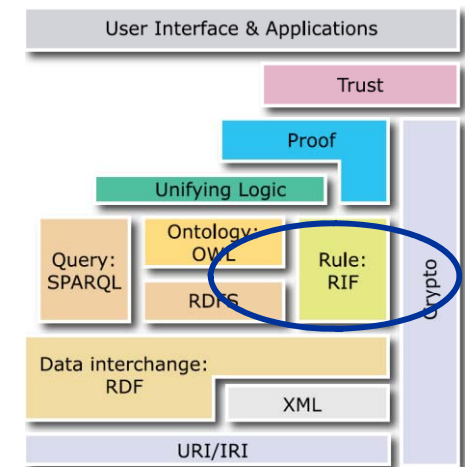 User Interface & Applications
Trust
Proof
Unifying Logic
Query:
SPARQL
Ontology:
OWL
RDFS
Rule:
RIF
Crypto
Data interchange:
RDF
XML
URI/IRI